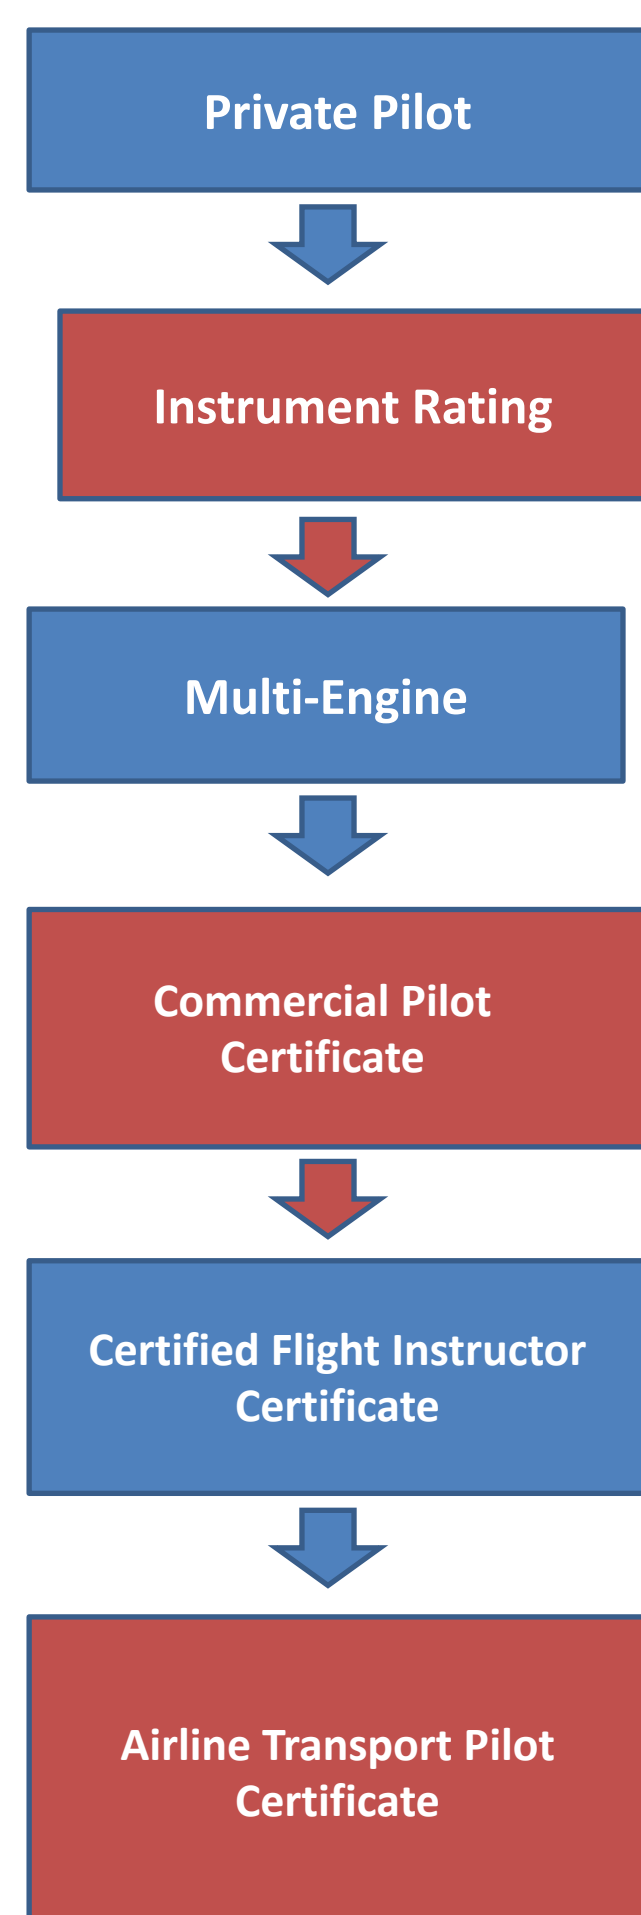 Private Pilot
Instrument Rating
Multi-Engine
Commercial Pilot
Certificate
Certified Flight Instructor
Certificate
Airline Transport Pilot
Certificate